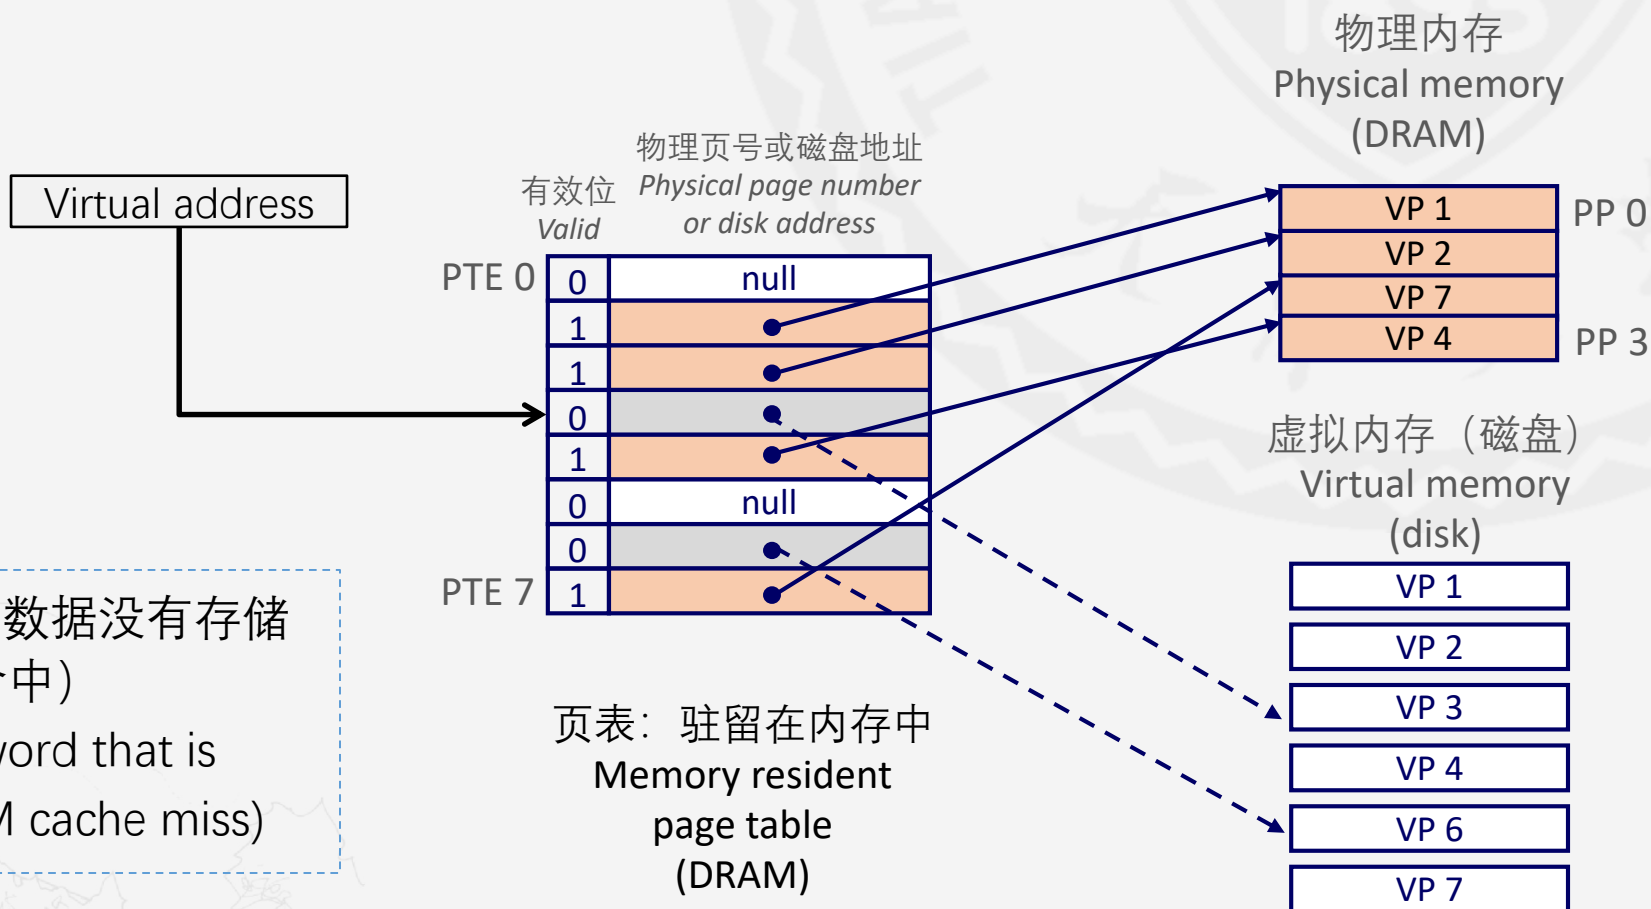 物理内存
Physical memory
(DRAM)
物理页号或磁盘地址
Physical page number
or disk address
有效位
Valid
Virtual address
PTE 0
0
null
1
1
0
1
0
null
0
PTE 7
1
VP 1
PP 0
VP 2
VP 7
VP 4
PP 3
虚拟内存（磁盘）
Virtual memory
(disk)
VP 1
VP 2
VP 3
VP 4
VP 6
VP 7
数据没有存储
中）
word that is
cache miss)
页表：驻留在内存中
Memory resident
page table
(DRAM)